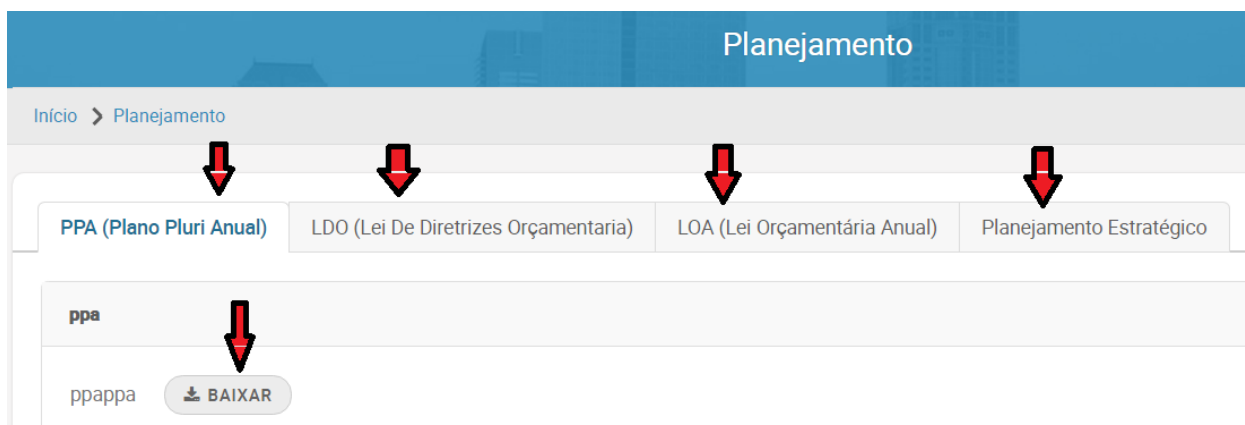 Planejamento
Início > Planejamento
PPA (Plano Pluri Anual) LDO (Lei De Diretrizes Orçamentaria) LOA (Lei Orçamentária Anual) Planejamento Estratégico
ppa
ppappa BAIXAR